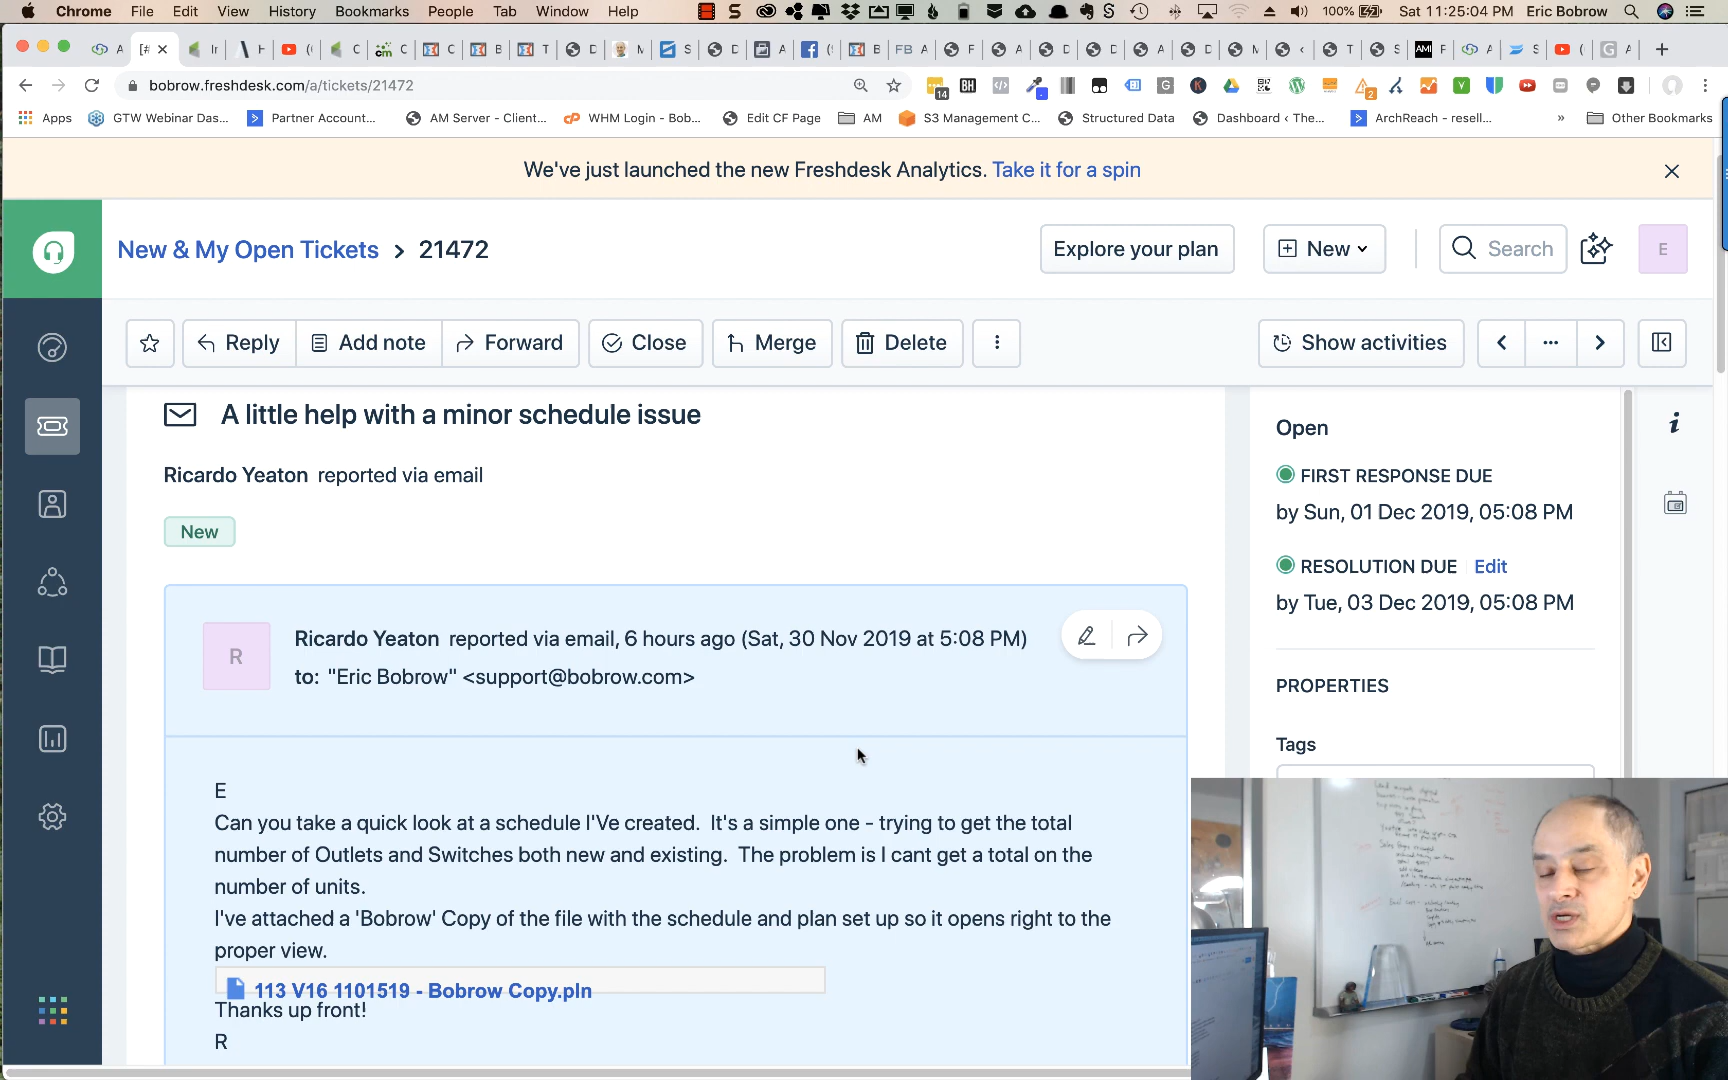 Chrome File Edit View History Bookmarks People Tab Window Help 100% Sat 11:25:04 PM Eric Bobrow
bobrow.freshdesk.com/a/tickets/21472
Apps GTW Webinar Das... Partner Account... AM Server - Client... WHM Login - Bob... Edit CF Page AM S3 Management C... Structured Data Dashboard ‹ The... ArchReach - resell... » Other Bookmarks
We've just launched the new Freshdesk Analytics. Take it for a spin
New & My Open Tickets > 21472
Explore your plan New Search E
Reply Add note Forward Close Merge Delete Show activities
A little help with a minor schedule issue
Ricardo Yeaton reported via email
New
R
Ricardo Yeaton reported via email, 6 hours ago (Sat, 30 Nov 2019 at 5:08 PM)
to: "Eric Bobrow" <support@bobrow.com>
E
Can you take a quick look at a schedule I'Ve created. It's a simple one - trying to get the total
number of Outlets and Switches both new and existing. The problem is I cant get a total on the
number of units.
I've attached a 'Bobrow' Copy of the file with the schedule and plan set up so it opens right to the
proper view.
113 V16 1101519 - Bobrow Copy.pln
Thanks up front!
R
Open
FIRST RESPONSE DUE
by Sun, 01 Dec 2019, 05:08 PM
RESOLUTION DUE Edit
by Tue, 03 Dec 2019, 05:08 PM
PROPERTIES
Tags